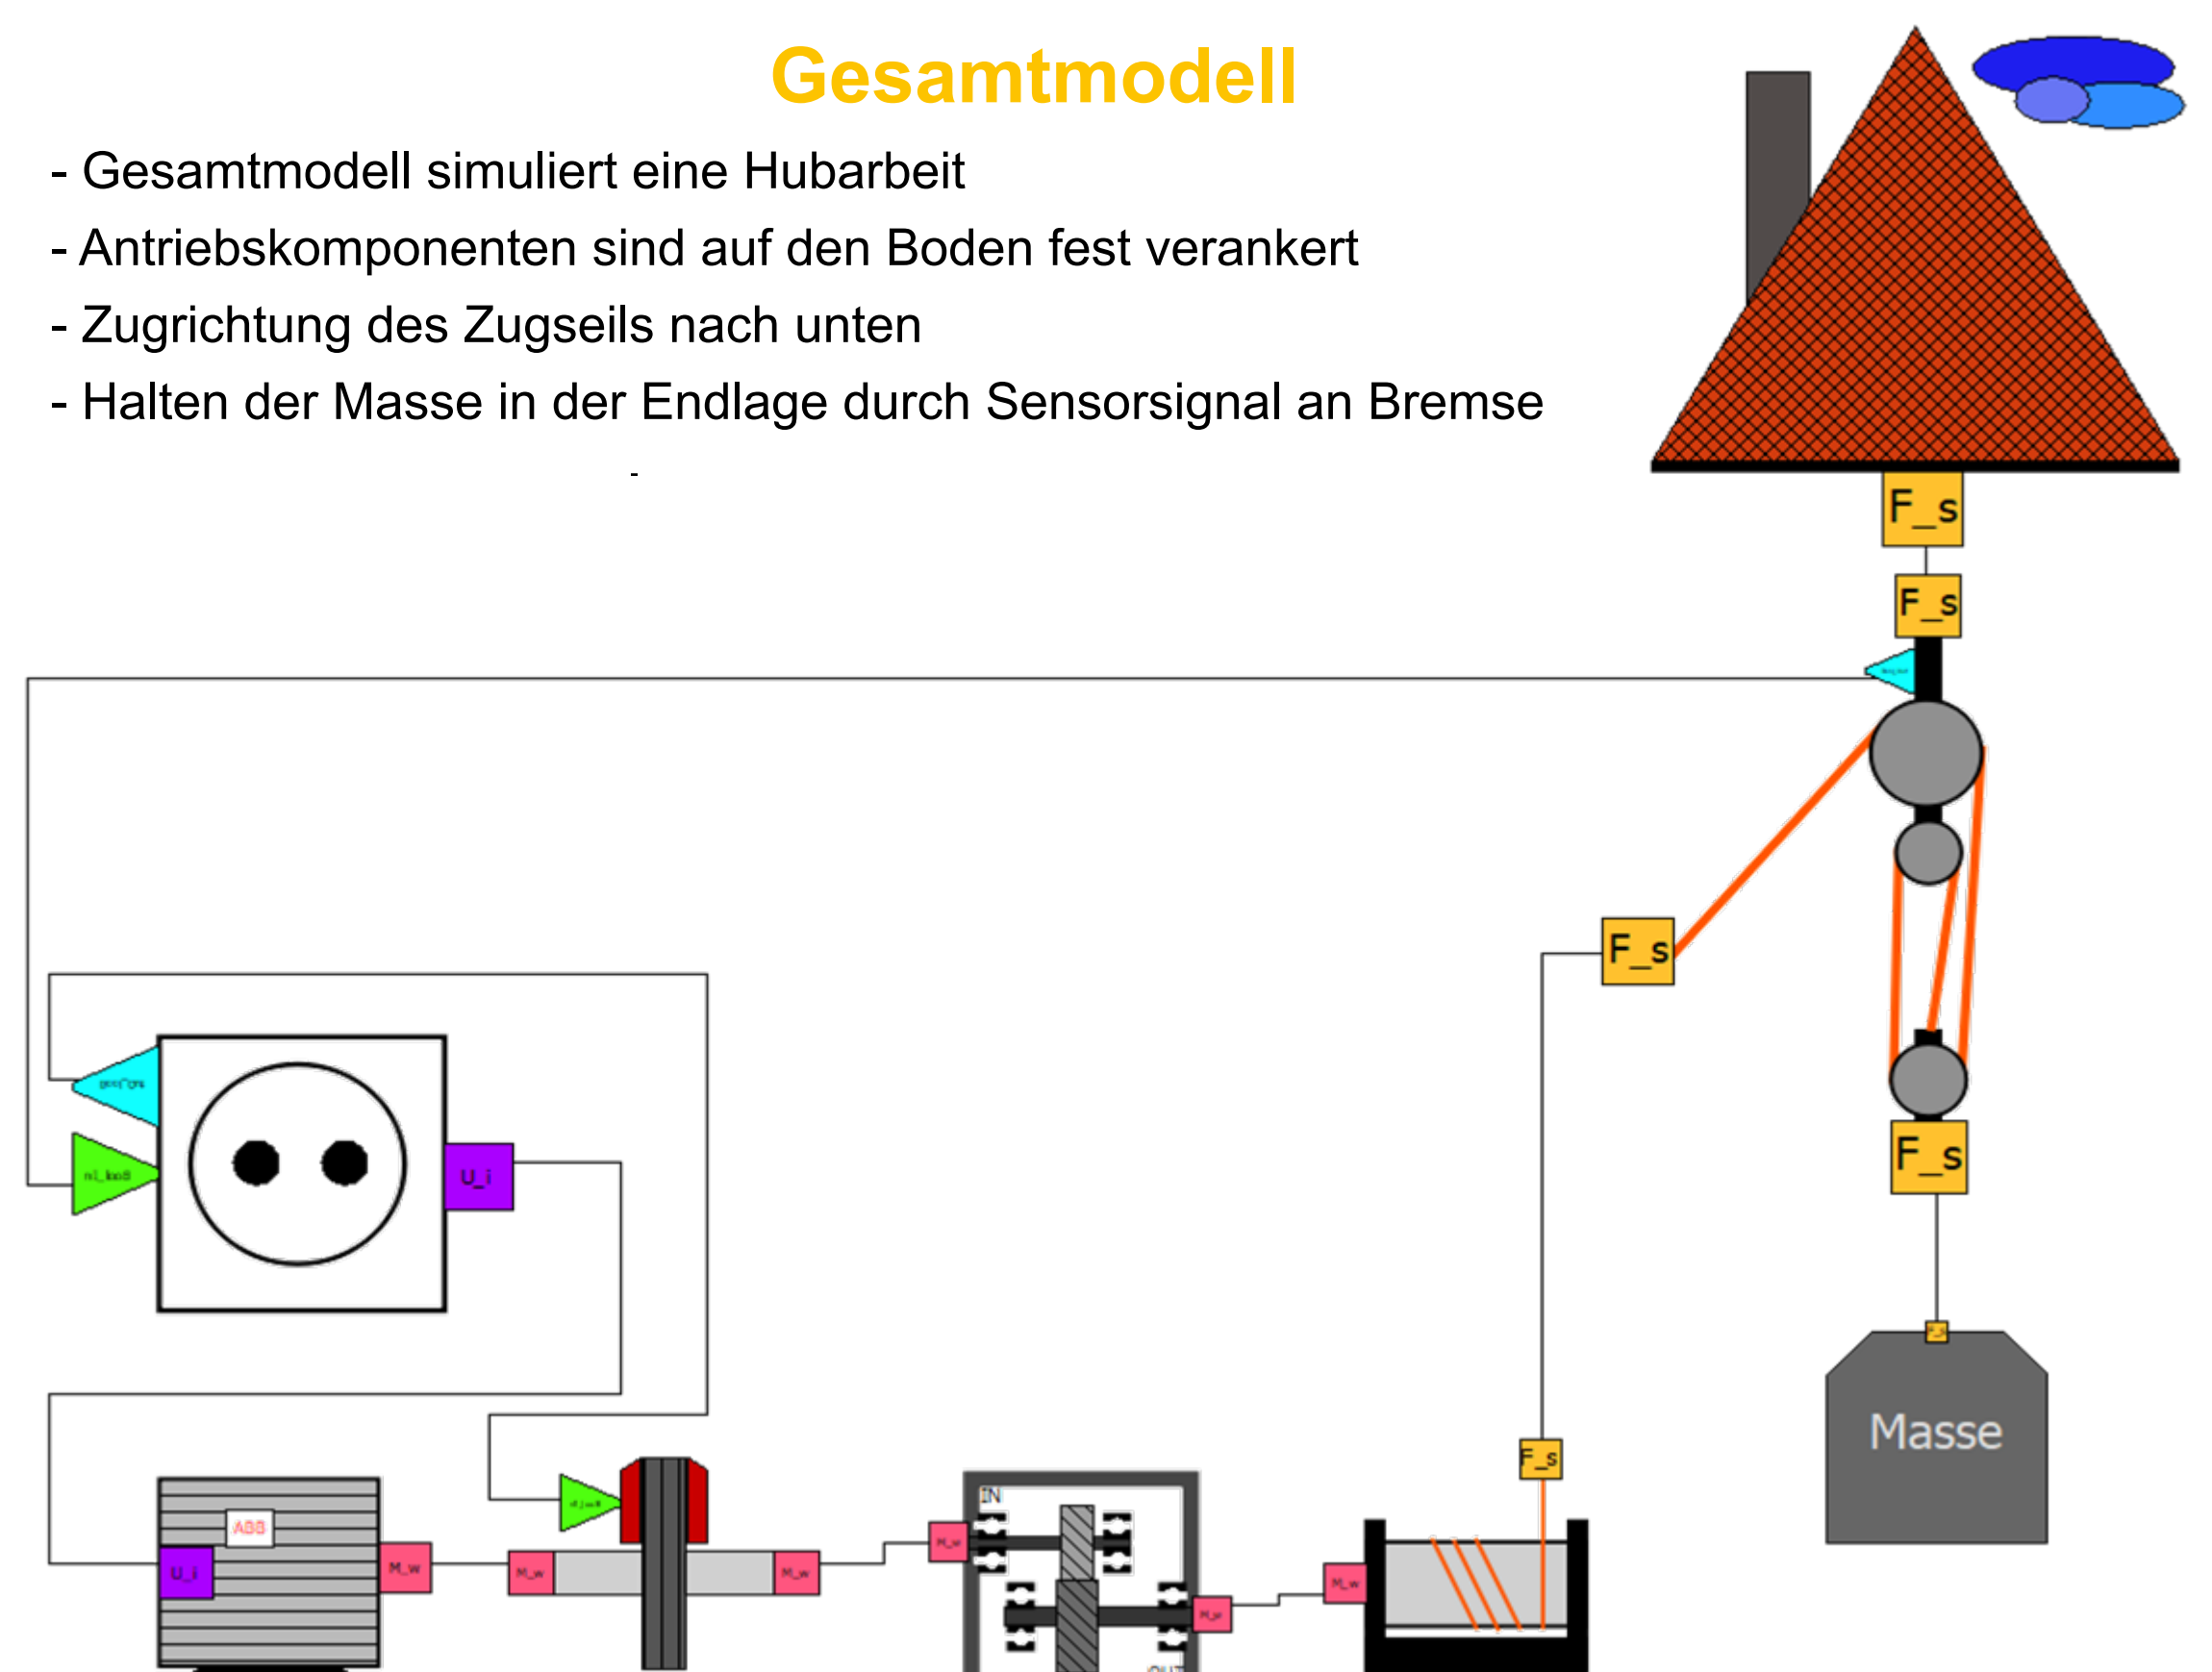 Gesamtmodell
- Gesamtmodell simuliert eine Hubarbeit
- Antriebskomponenten sind auf den Boden fest verankert
- Zugrichtung des Zugseils nach unten
- Halten der Masse in der Endlage durch Sensorsignal an Bremse
-
F_s
F_s
F_s
F_s
U_i
F_s
Masse
F_s
IN
ABB
U_i
M_w
M_w
M_w
M_w
M_w
M_w
OUT